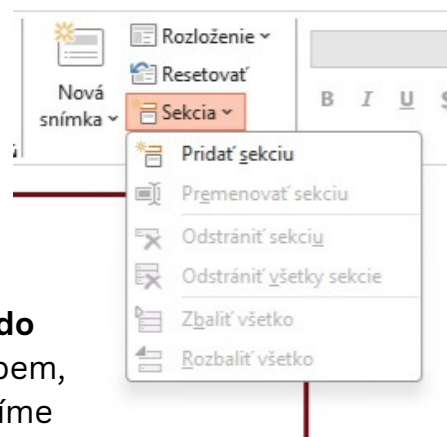 Nová
snímka
Rozloženie
Resetovať
Sekcia
B I U
Pridať sekciu
Premenovať sekciu
Odstrániť sekciu
Odstrániť všetky sekcie
Zbaliť všetko
Rozbaliť všetko
do
íme